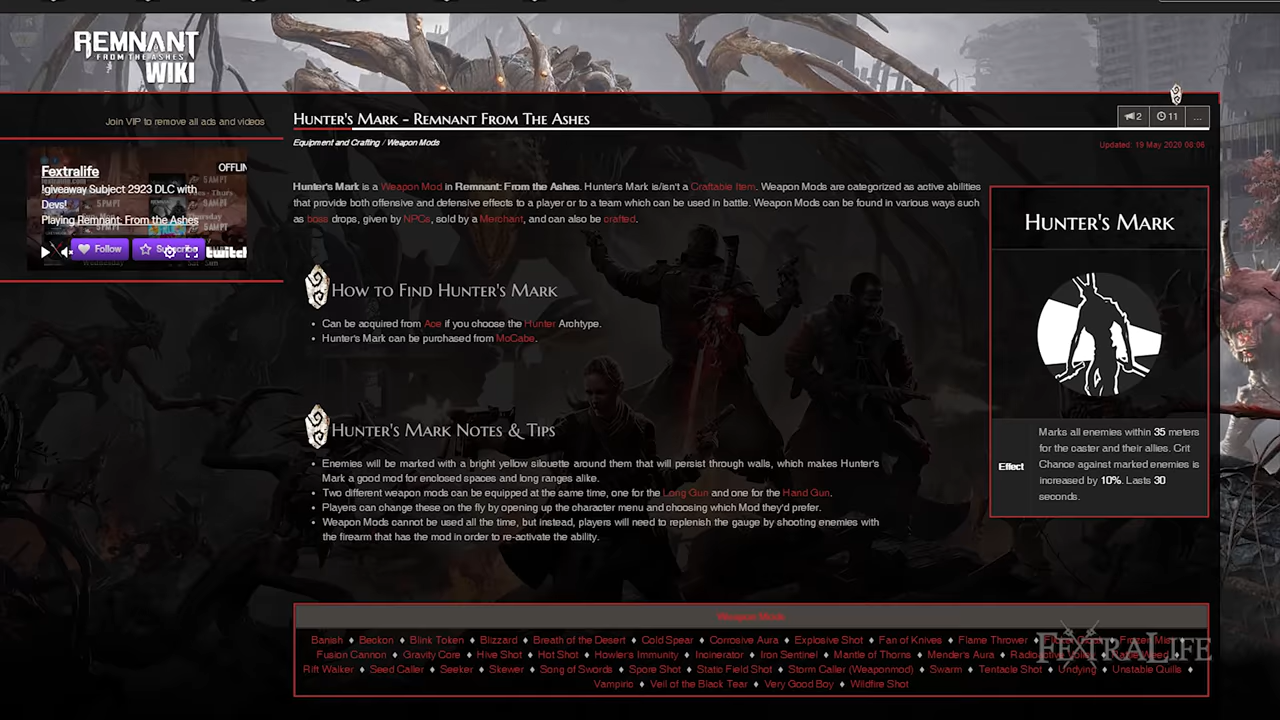 REMNANT
FROM THE ASHES
WIKI
Join VIP to remove all ads and videos
Fextralife
OFFLIN
!giveaway Subject 2923 DLC with
Devs!
Playing Remnant: From the Ashes
Follow
Subscribe
twitch
HUNTER'S MARK - REMNANT FROM THE ASHES
2
11
...
Equipment and Crafting / Weapon Mods
Updated: 19 May 2020 08:06
Hunter's Mark is a Weapon Mod in Remnant: From the Ashes. Hunter's Mark is/isn't a Craftable Item. Weapon Mods are categorized as active abilities
that provide both offensive and defensive effects to a player or to a team which can be used in battle. Weapon Mods can be found in various ways such
as boss drops, given by NPCs, sold by a Merchant, and can also be crafted.
HOW TO FIND HUNTER'S MARK
• Can be acquired from Ace if you choose the Hunter Archtype.
• Hunter's Mark can be purchased from McCabe.
HUNTER'S MARK NOTES & TIPS
• Enemies will be marked with a bright yellow silouette around them that will persist through walls, which makes Hunter's
Mark a good mod for enclosed spaces and long ranges alike.
• Two different weapon mods can be equipped at the same time, one for the Long Gun and one for the Hand Gun.
• Players can change these on the fly by opening up the character menu and choosing which Mod they'd prefer.
• Weapon Mods cannot be used all the time, but instead, players will need to replenish the gauge by shooting enemies with
the firearm that has the mod in order to re-activate the ability.
HUNTER'S MARK
Effect
Marks all enemies within 35 meters
for the caster and their allies. Crit
Chance against marked enemies is
increased by 10%. Lasts 30
seconds.
Weapon Mods
Banish ♦ Beckon ♦ Blink Token ♦ Blizzard ♦ Breath of the Desert ♦ Cold Spear ♦ Corrosive Aura ♦ Explosive Shot ♦ Fan of Knives ♦ Flame Thrower ♦
Fusion Cannon ♦ Gravity Core ♦ Hive Shot ♦ Hot Shot ♦ Howler's Immunity ♦ Incinerator ♦ Iron Sentinel ♦ Mantle of Thorns ♦ Mender's Aura ♦
Rift Walker ♦ Seed Caller ♦ Seeker ♦ Skewer ♦ Song of Swords ♦ Spore Shot ♦ Static Field Shot ♦ Storm Caller (Weaponmod) ♦ Swarm ♦ Tentacle Shot ♦ Undying ♦ Unstable Quills ♦
Vampiric ♦ Veil of the Black Tear ♦ Very Good Boy ♦ Wildfire Shot
FEXTRALIFE